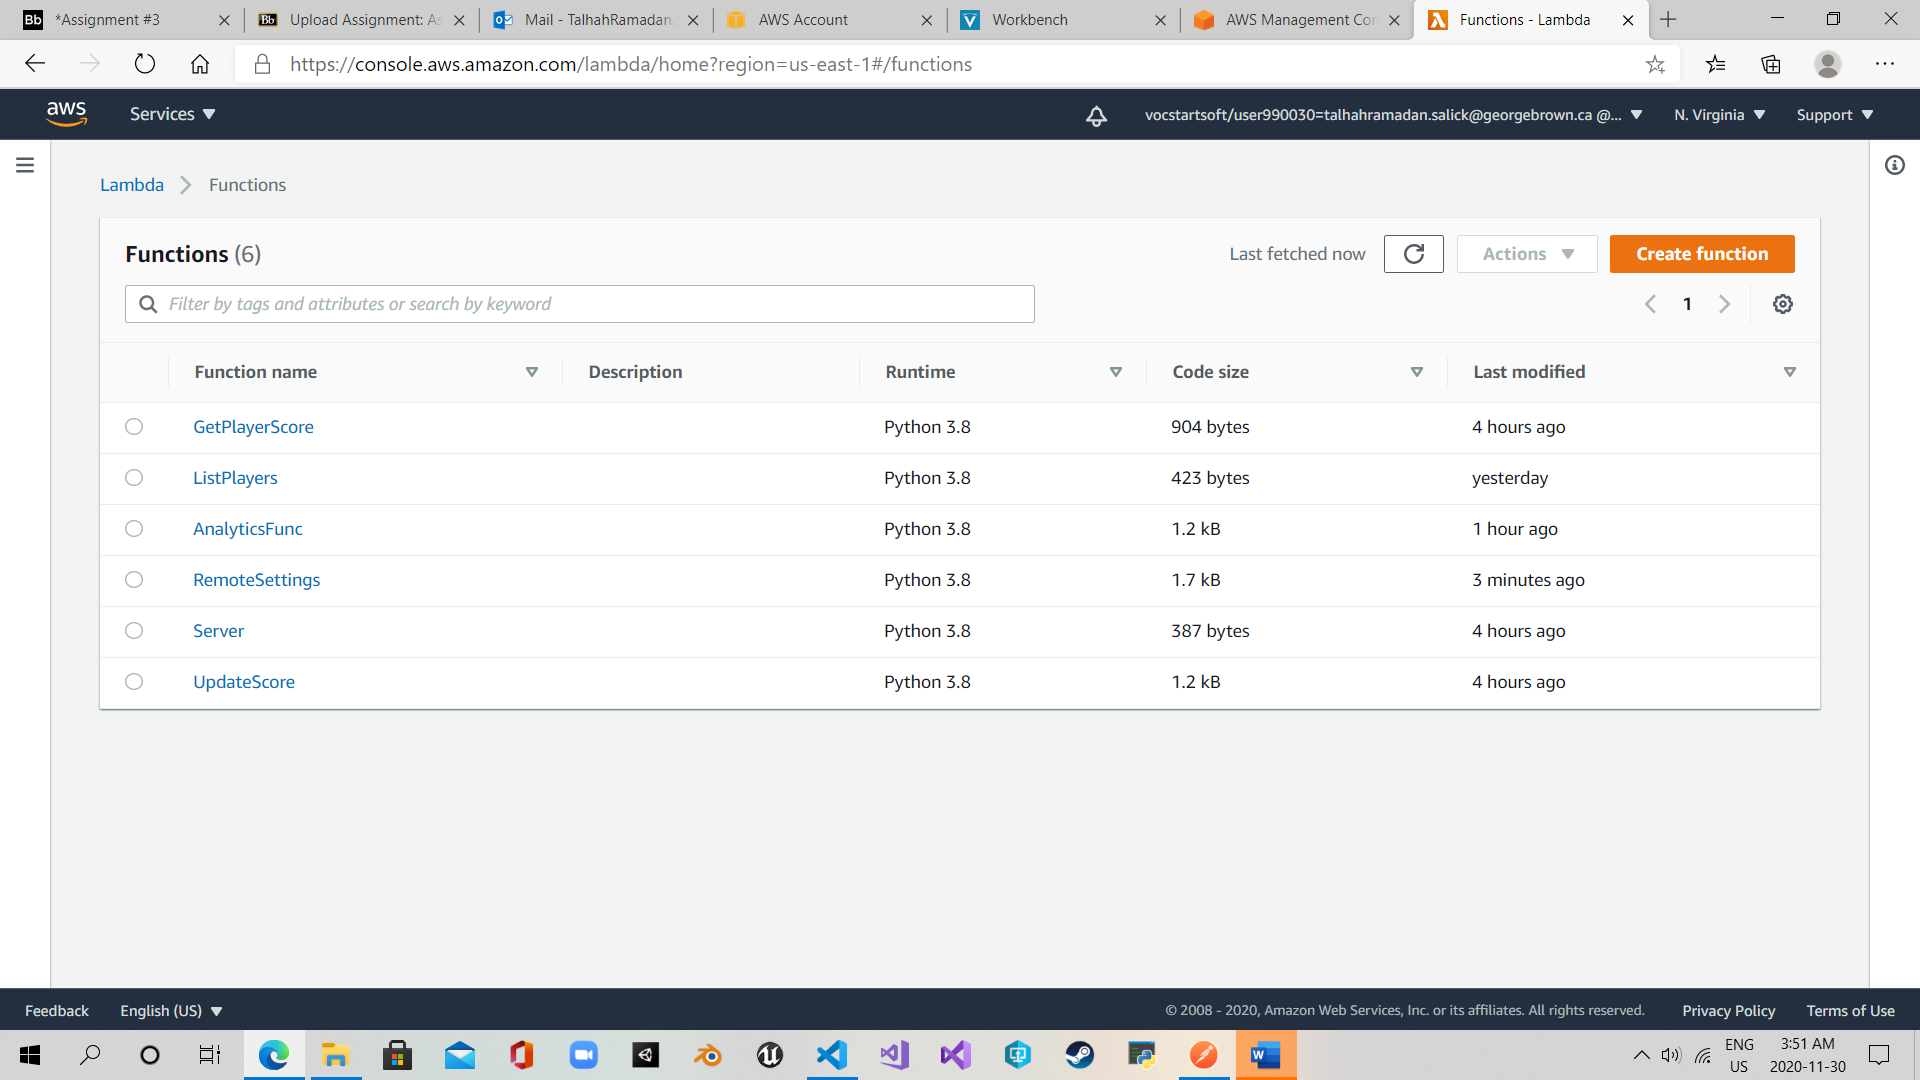 *Assignment #3
Upload Assignment: As
Mail - TalhahRamadan.
AWS Account
Workbench
AWS Management Con
Functions - Lambda
https://console.aws.amazon.com/lambda/home?region=us-east-1#/functions
aws
Services
vocstartsoft/user990030=talhahramadan.salick@georgebrown.ca @...
N. Virginia
Support
Lambda
Functions
Functions (6)
Last fetched now
Actions
Create function
Filter by tags and attributes or search by keyword
1
Function name Description Runtime Code size Last modified
GetPlayerScore Python 3.8 904 bytes 4 hours ago
ListPlayers Python 3.8 423 bytes yesterday
AnalyticsFunc Python 3.8 1.2 kB 1 hour ago
RemoteSettings Python 3.8 1.7 kB 3 minutes ago
Server Python 3.8 387 bytes 4 hours ago
UpdateScore Python 3.8 1.2 kB 4 hours ago
Feedback
English (US)
© 2008 - 2020, Amazon Web Services, Inc. or its affiliates. All rights reserved.
Privacy Policy
Terms of Use
ENG
US
3:51 AM
2020-11-30